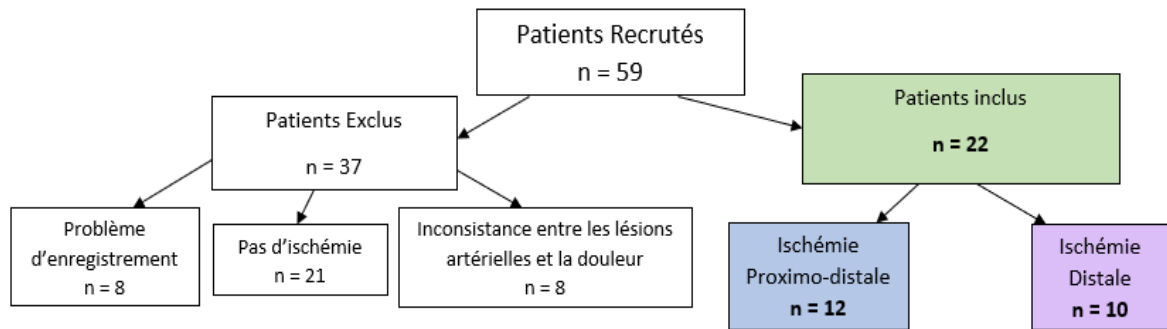 Patients Recrutés
n = 59
Patients Exclus
n = 37
Patients inclus
n = 22
Problème
d’enregistrement
n = 8
Pas d’ischémie
n = 21
Inconsistance entre les lésions
artérielles et la douleur
n = 8
Ischémie
Proximo-distale
n = 12
Ischémie
Distale
n = 10